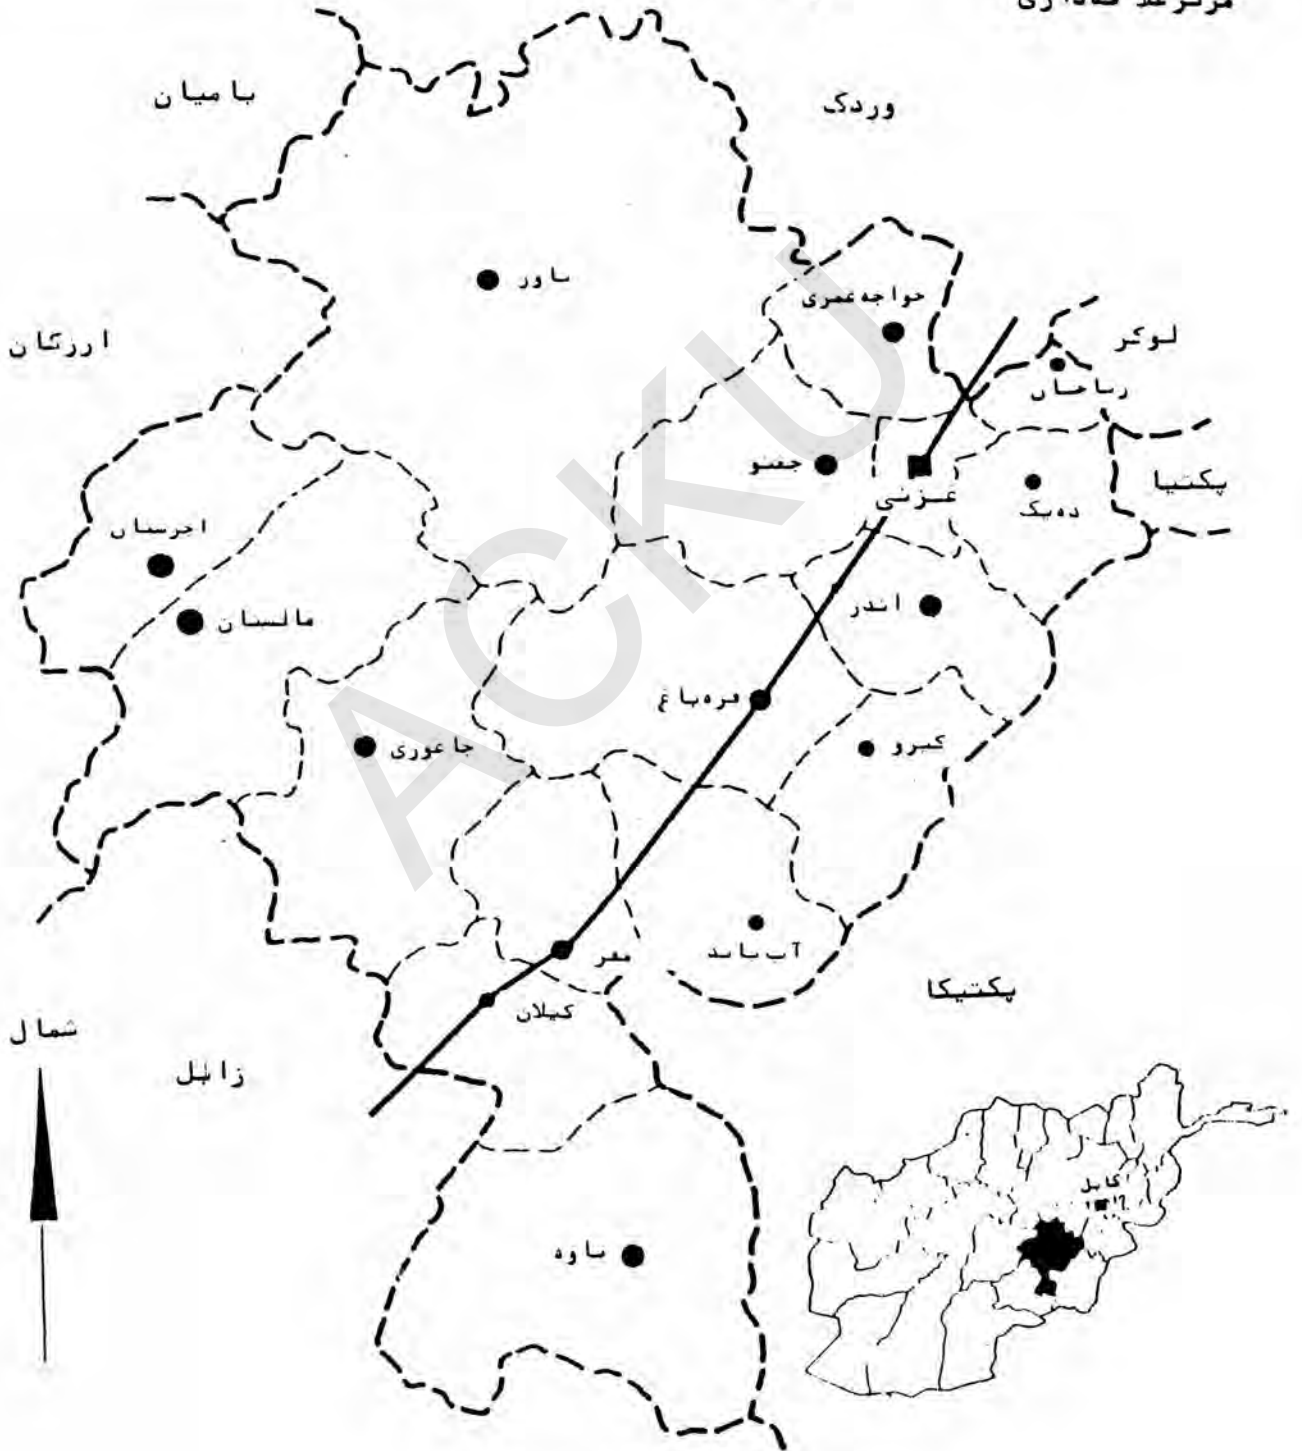 بامیان
وردک
ناور
خواجه عمری
لوگر
ارزگان
جغتو
غزنی
پکتیا
ده یک
اجرستان
مالستان
اندر
قره باغ
جاغوری
گیرو
آب بند
مقر
گیلان
پکتیکا
شمال
زابل
کابل
ناوه
ACKU